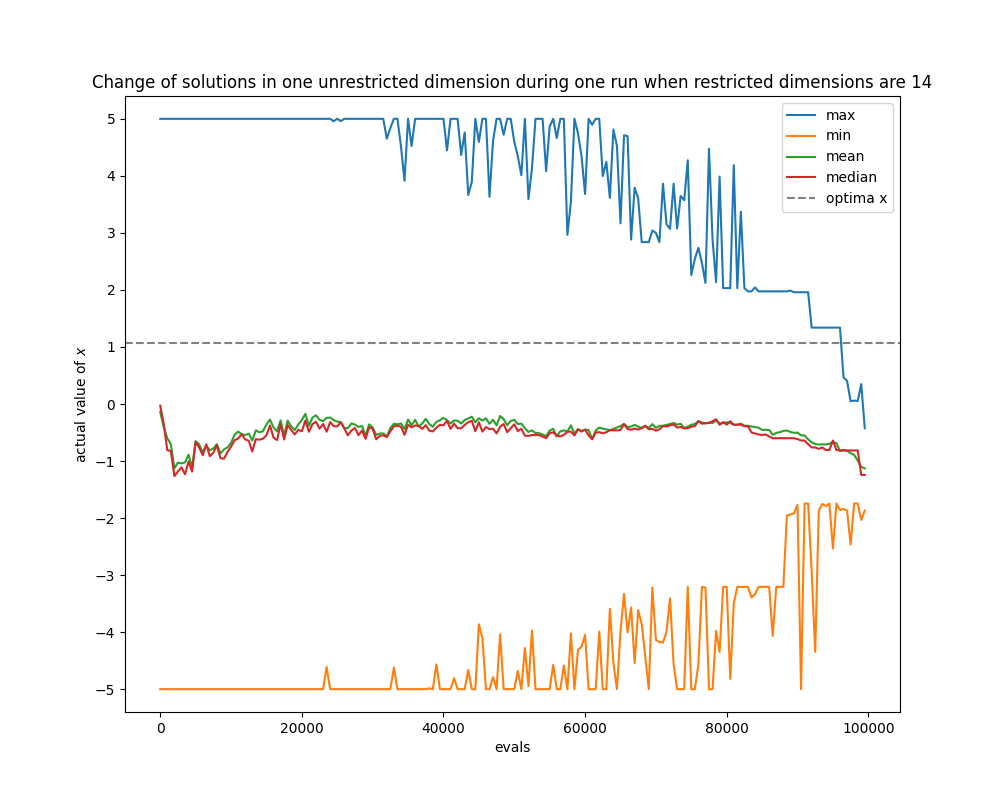 Change of solutions in one unrestricted dimension during one run when restricted dimensions are 14
max
min
mean
median
optima x
5
4
3
2
1
0
−1
−2
−3
−4
−5
actual value of x
0 20000 40000 60000 80000 100000
evals